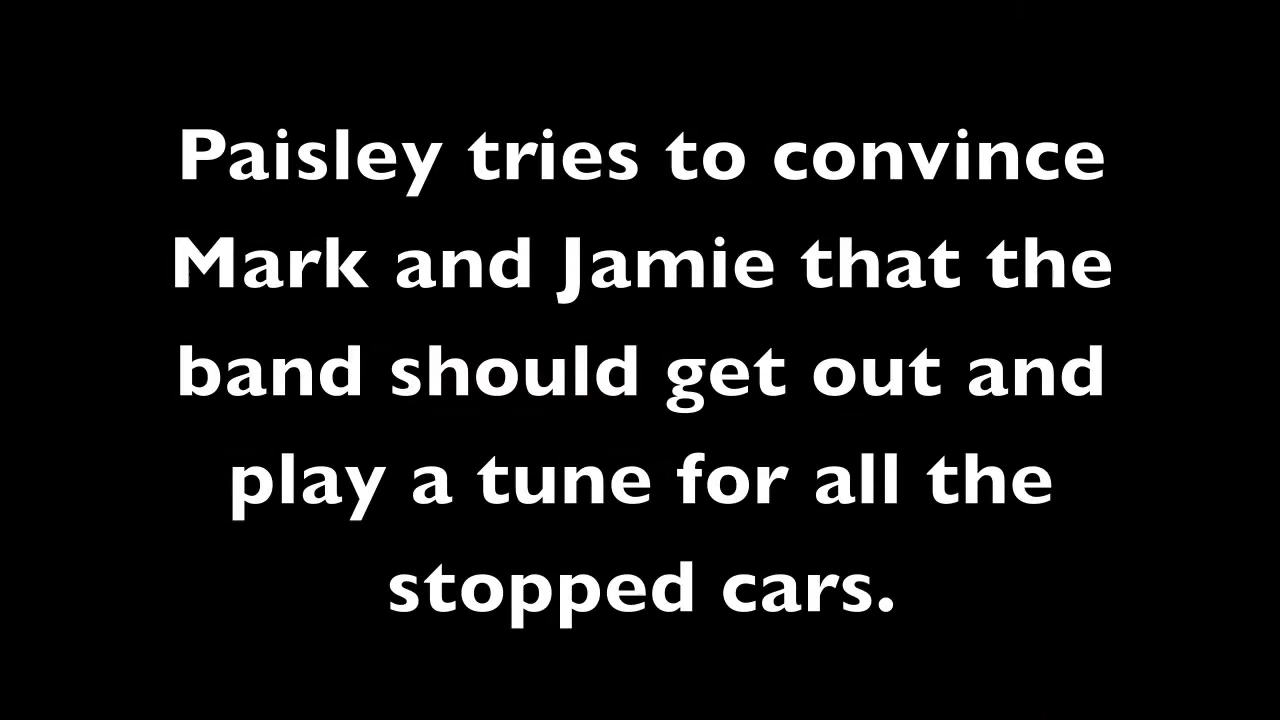 Paisley tries to convince
Mark and Jamie that the
band should get out and
play a tune for all the
stopped cars.